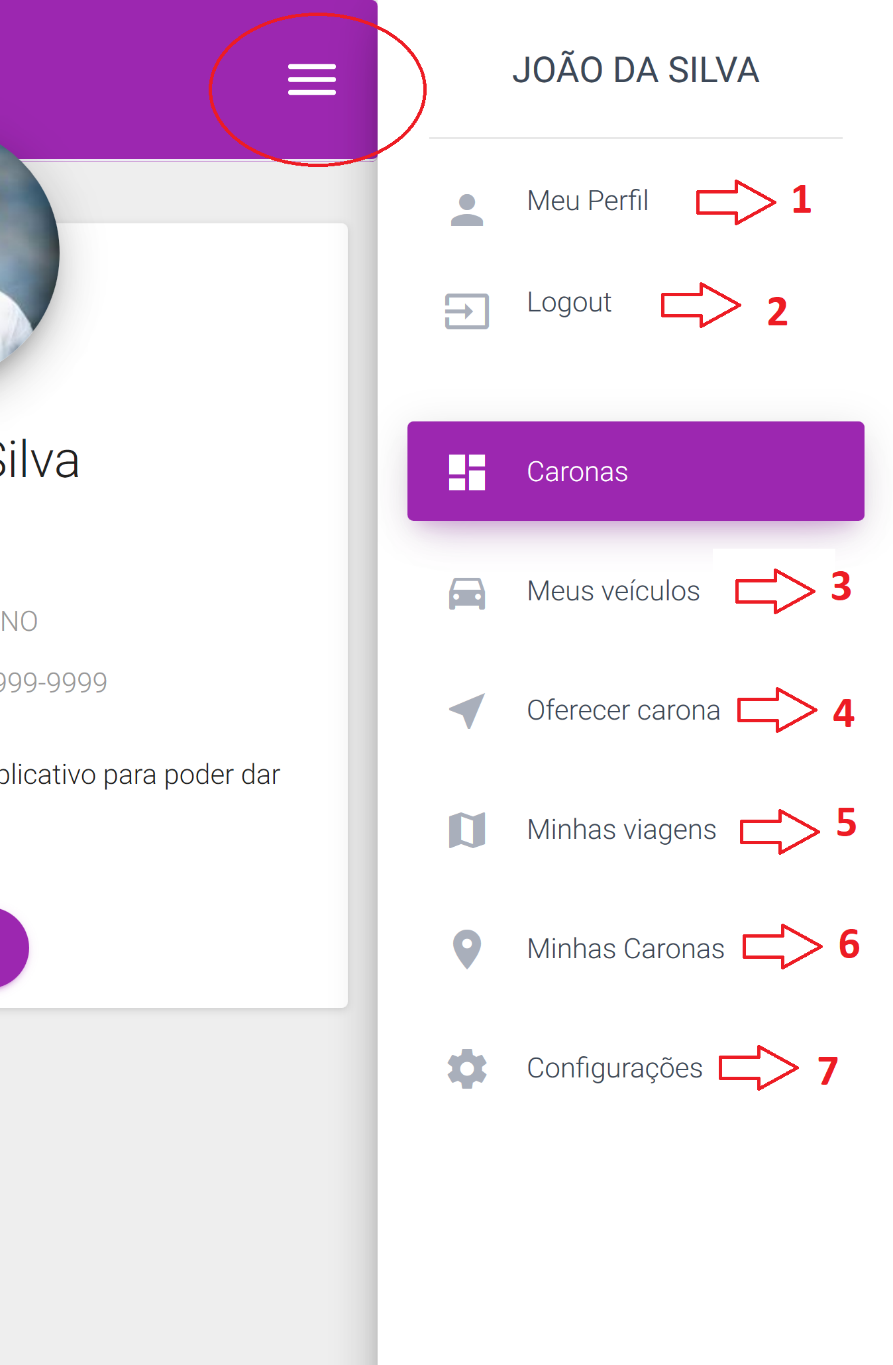 JOÃO DA SILVA
Meu Perfil 1
Logout 2
Caronas
Meus veículos 3
Oferecer carona 4
Minhas viagens 5
Minhas Caronas 6
Configurações 7
Silva
NO
999-9999
plicativo para poder dar